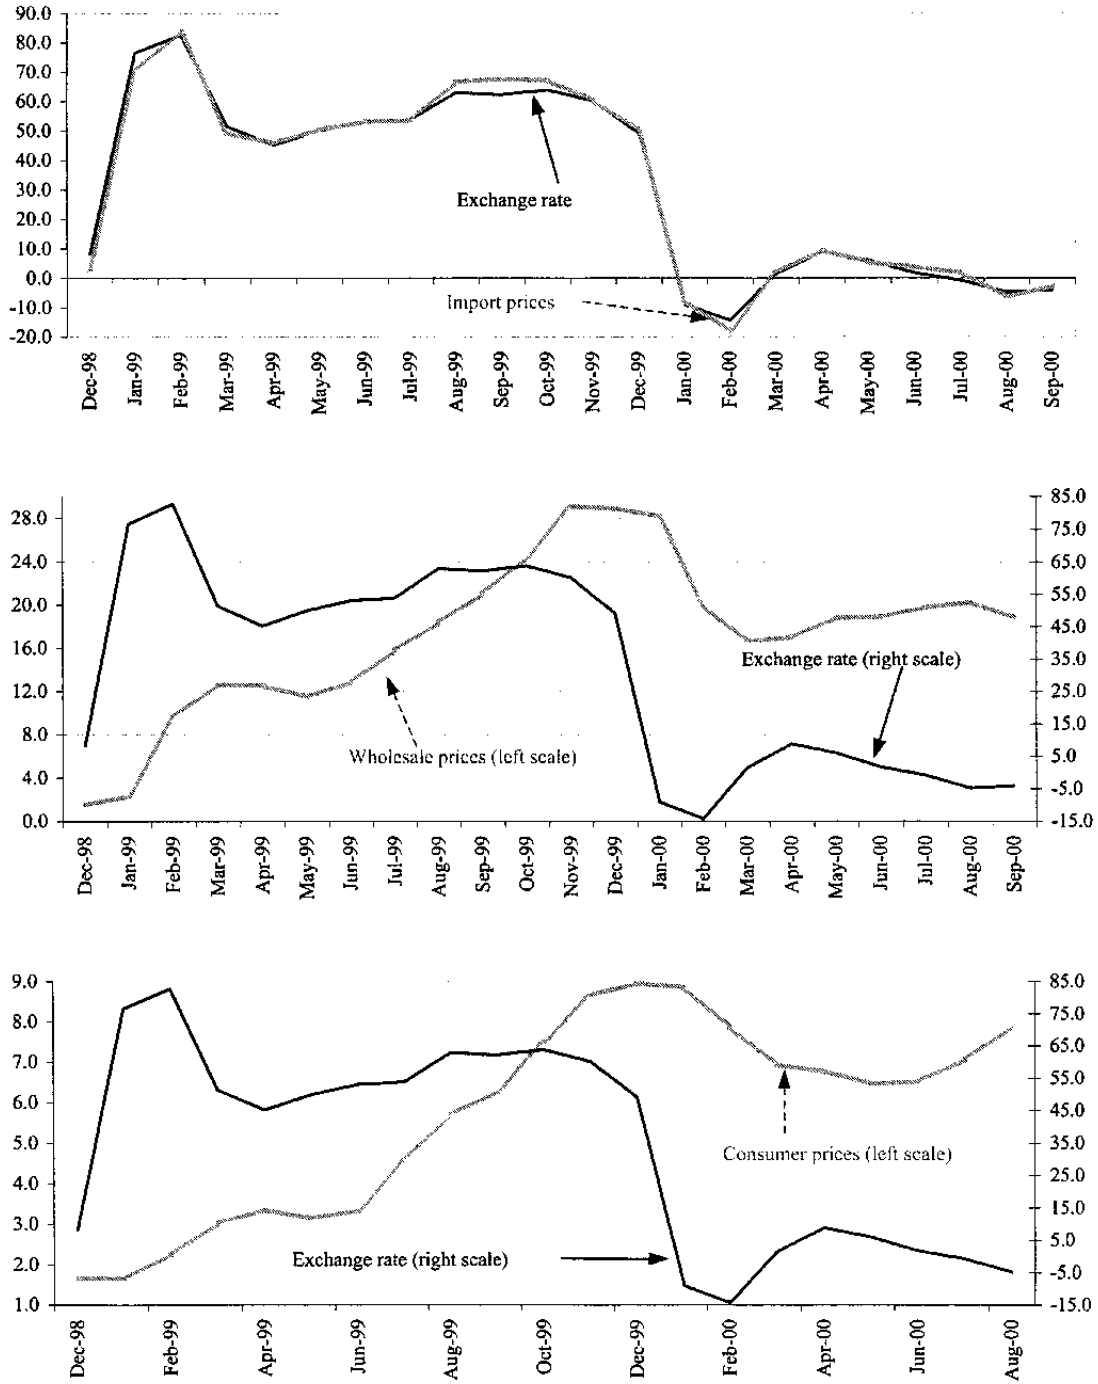 90.0
80.0
70.0
60.0
50.0
40.0
30.0
20.0
10.0
0.0
-10.0
-20.0
Exchange rate
Import prices
Dec-98
Jan-99
Feb-99
Mar-99
Apr-99
May-99
Jun-99
Jul-99
Aug-99
Sep-99
Oct-99
Nov-99
Dec-99
Jan-00
Feb-00
Mar-00
Apr-00
May-00
Jun-00
Jul-00
Aug-00
Sep-00
28.0
24.0
20.0
16.0
12.0
8.0
4.0
0.0
85.0
75.0
65.0
55.0
45.0
35.0
25.0
15.0
5.0
-5.0
-15.0
Exchange rate (right scale)
Wholesale prices (left scale)
Dec-98
Jan-99
Feb-99
Mar-99
Apr-99
May-99
Jun-99
Jul-99
Aug-99
Sep-99
Oct-99
Nov-99
Dec-99
Jan-00
Feb-00
Mar-00
Apr-00
May-00
Jun-00
Jul-00
Aug-00
Sep-00
9.0
8.0
7.0
6.0
5.0
4.0
3.0
2.0
1.0
85.0
75.0
65.0
55.0
45.0
35.0
25.0
15.0
5.0
-5.0
-15.0
Consumer prices (left scale)
Exchange rate (right scale)
Dec-98
Feb-99
Apr-99
Jun-99
Aug-99
Oct-99
Dec-99
Feb-00
Apr-00
Jun-00
Aug-00